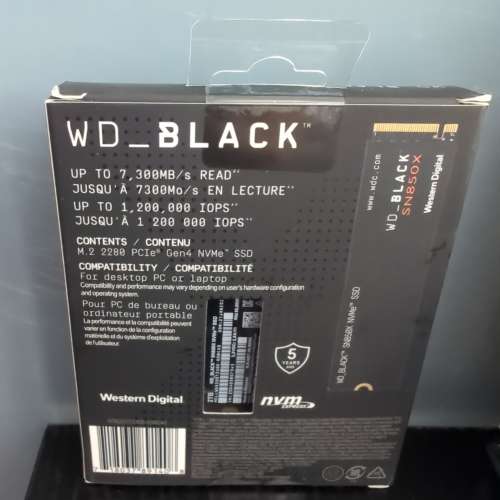 WD_BLACK™
UP TO 7,300MB/s READ**
JUSQU'À 7300Mo/s EN LECTURE**
UP TO 1,200,000 IOPS**
JUSQU'À 1 200 000 IOPS**
CONTENTS / CONTENU
M.2 2280 PCIe® Gen4 NVMe™ SSD
COMPATIBILITY / COMPATIBILITÉ
For desktop PC or laptop
Compatibility and performance may vary depending on user's hardware configuration
and operating system.
Pour PC de bureau ou
ordinateur portable
La performance et la compatibilité peuvent
varier en fonction de la configuration
matérielle et du système d'exploitation
de l'utilisateur.
5
YEARS
ANS
Western Digital
nvm
EXPRESS
www.wdc.com
WD_BLACK
SN850X
Western Digital
WD_BLACK™ SN850X NVMe™ SSD